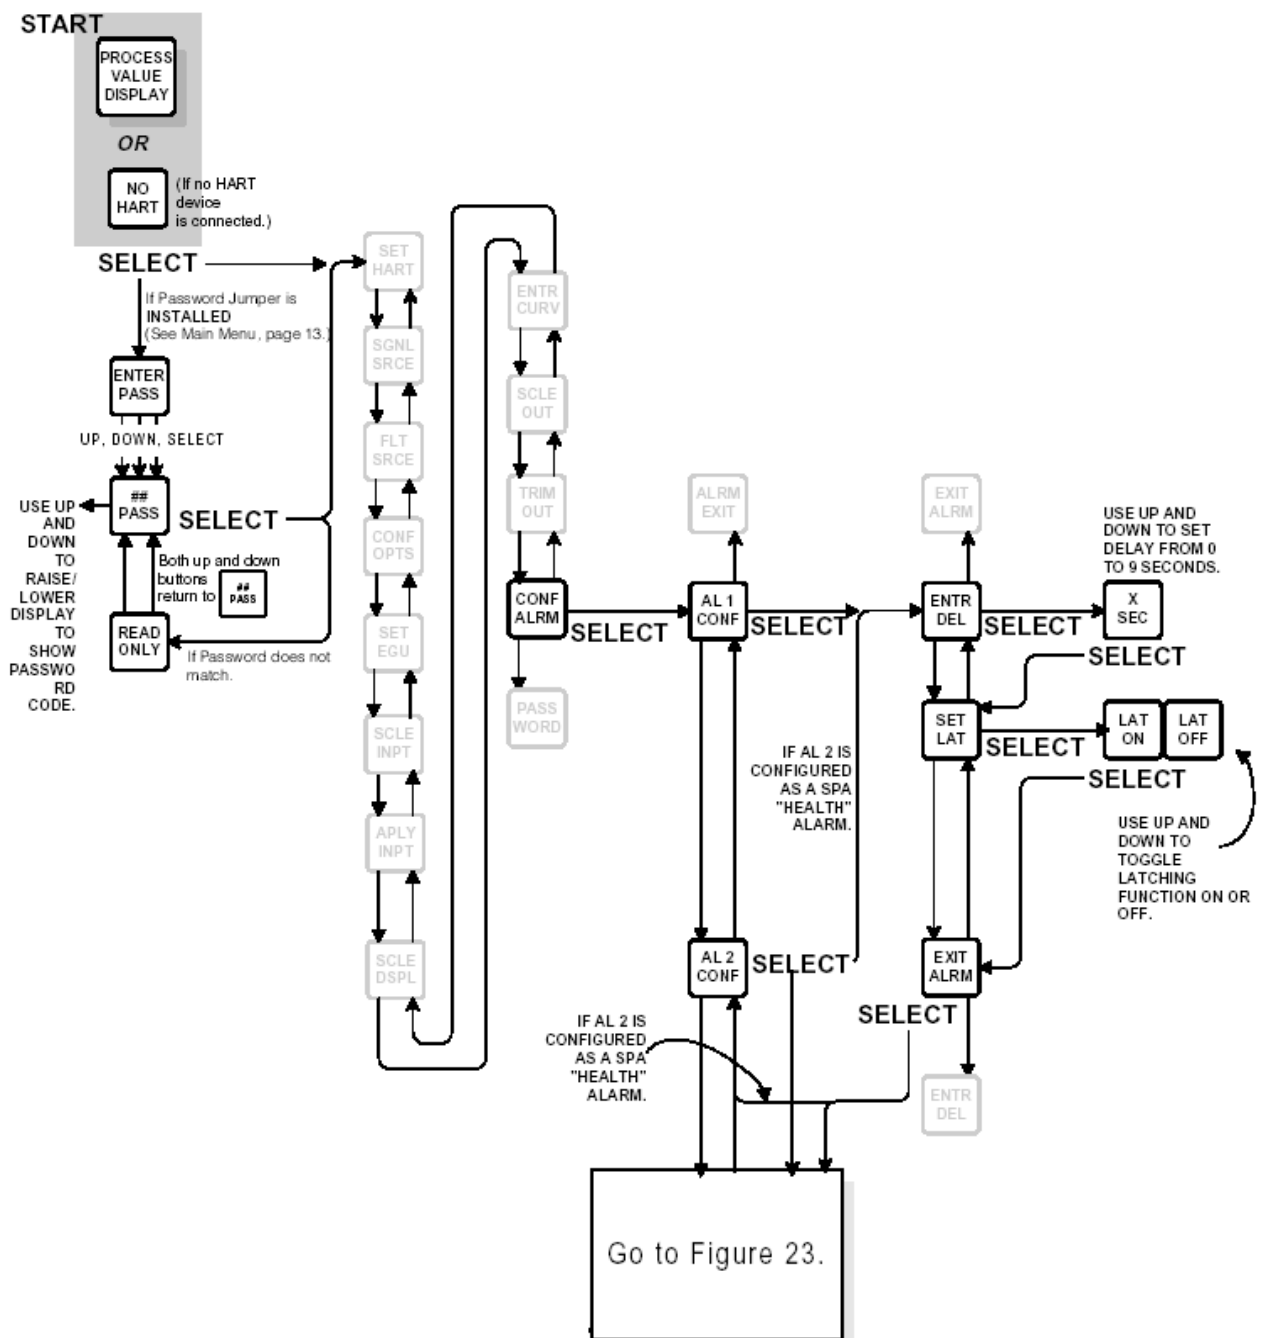 START
PROCESS
VALUE
DISPLAY
OR
NO
HART
(If no HART
device
is connected.)
SELECT
If Password Jumper is
INSTALLED
(See Main Menu, page 13.)
ENTER
PASS
UP, DOWN, SELECT
##
PASS
SELECT
USE UP
AND
DOWN
TO
RAISE/
LOWER
DISPLAY
TO
SHOW
PASSWO
RD
CODE.
Both up and down
buttons
return to
##
PASS
READ
ONLY
If Password does not
match.
SET
HART
SGNL
SRCE
FLT
SRCE
CONF
OPTS
SET
EGU
SCLE
INPT
APLY
INPT
SCLE
DSPL
ENTR
CURV
SCLE
OUT
TRIM
OUT
CONF
ALRM
SELECT
PASS
WORD
ALRM
EXIT
AL 1
CONF
SELECT
IF AL 2 IS
CONFIGURED
AS A SPA
"HEALTH"
ALARM.
AL 2
CONF
SELECT
IF AL 2 IS
CONFIGURED
AS A SPA
"HEALTH"
ALARM.
EXIT
ALRM
ENTR
DEL
SELECT
USE UP AND
DOWN TO SET
DELAY FROM 0
TO 9 SECONDS.
X
SEC
SELECT
SET
LAT
SELECT
LAT
ON
LAT
OFF
SELECT
USE UP AND
DOWN TO
TOGGLE
LATCHING
FUNCTION ON OR
OFF.
EXIT
ALRM
SELECT
ENTR
DEL
Go to Figure 23.